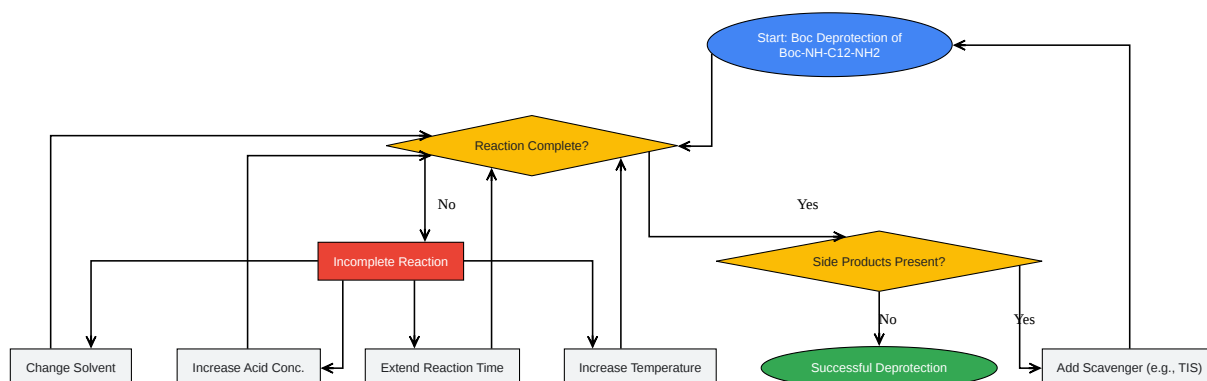 Start: Boc Deprotection of
Boc-NH-C12-NH2
Reaction Complete?
No
Yes
Incomplete Reaction
Side Products Present?
No
Yes
Change Solvent
Increase Acid Conc.
Extend Reaction Time
Increase Temperature
Successful Deprotection
Add Scavenger (e.g., TIS)